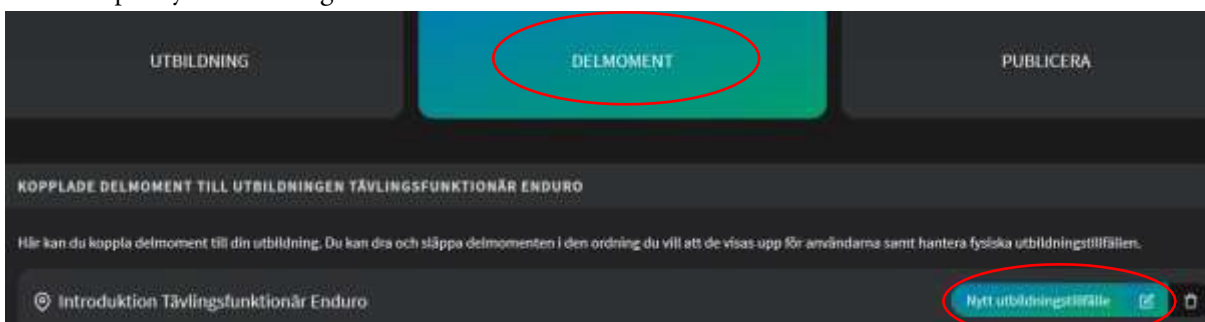 UTBILDNING
DELMOMENT
PUBLICERA
KOPPLADE DELMOMENT TILL UTBILDNINGEN TÄVLINGSFUNKTIONÄR ENDURO
Här kan du koppla delmoment till din utbildning. Du kan dra och släppa delmomenten i den ordning du vill att de visas upp för användarna samt hantera fysiska utbildningstillfällen.
Introduktion Tävlingsfunktionär Enduro
Nytt utbildningstillfälle